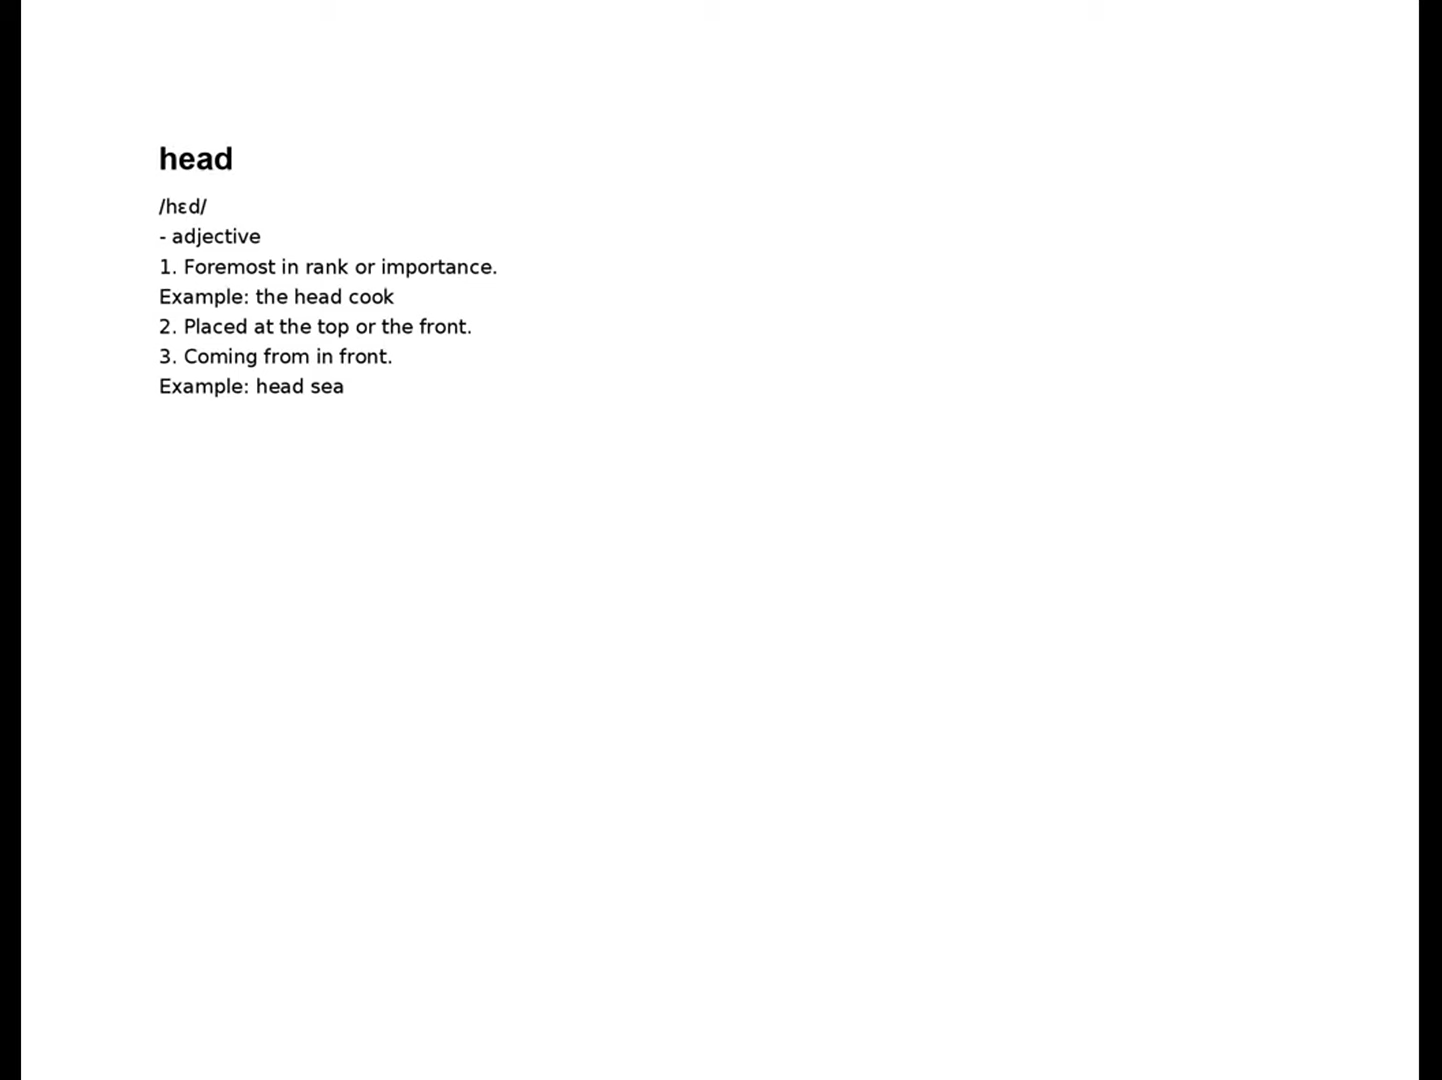 head
/hɛd/
- adjective
1. Foremost in rank or importance.
Example: the head cook
2. Placed at the top or the front.
3. Coming from in front.
Example: head sea